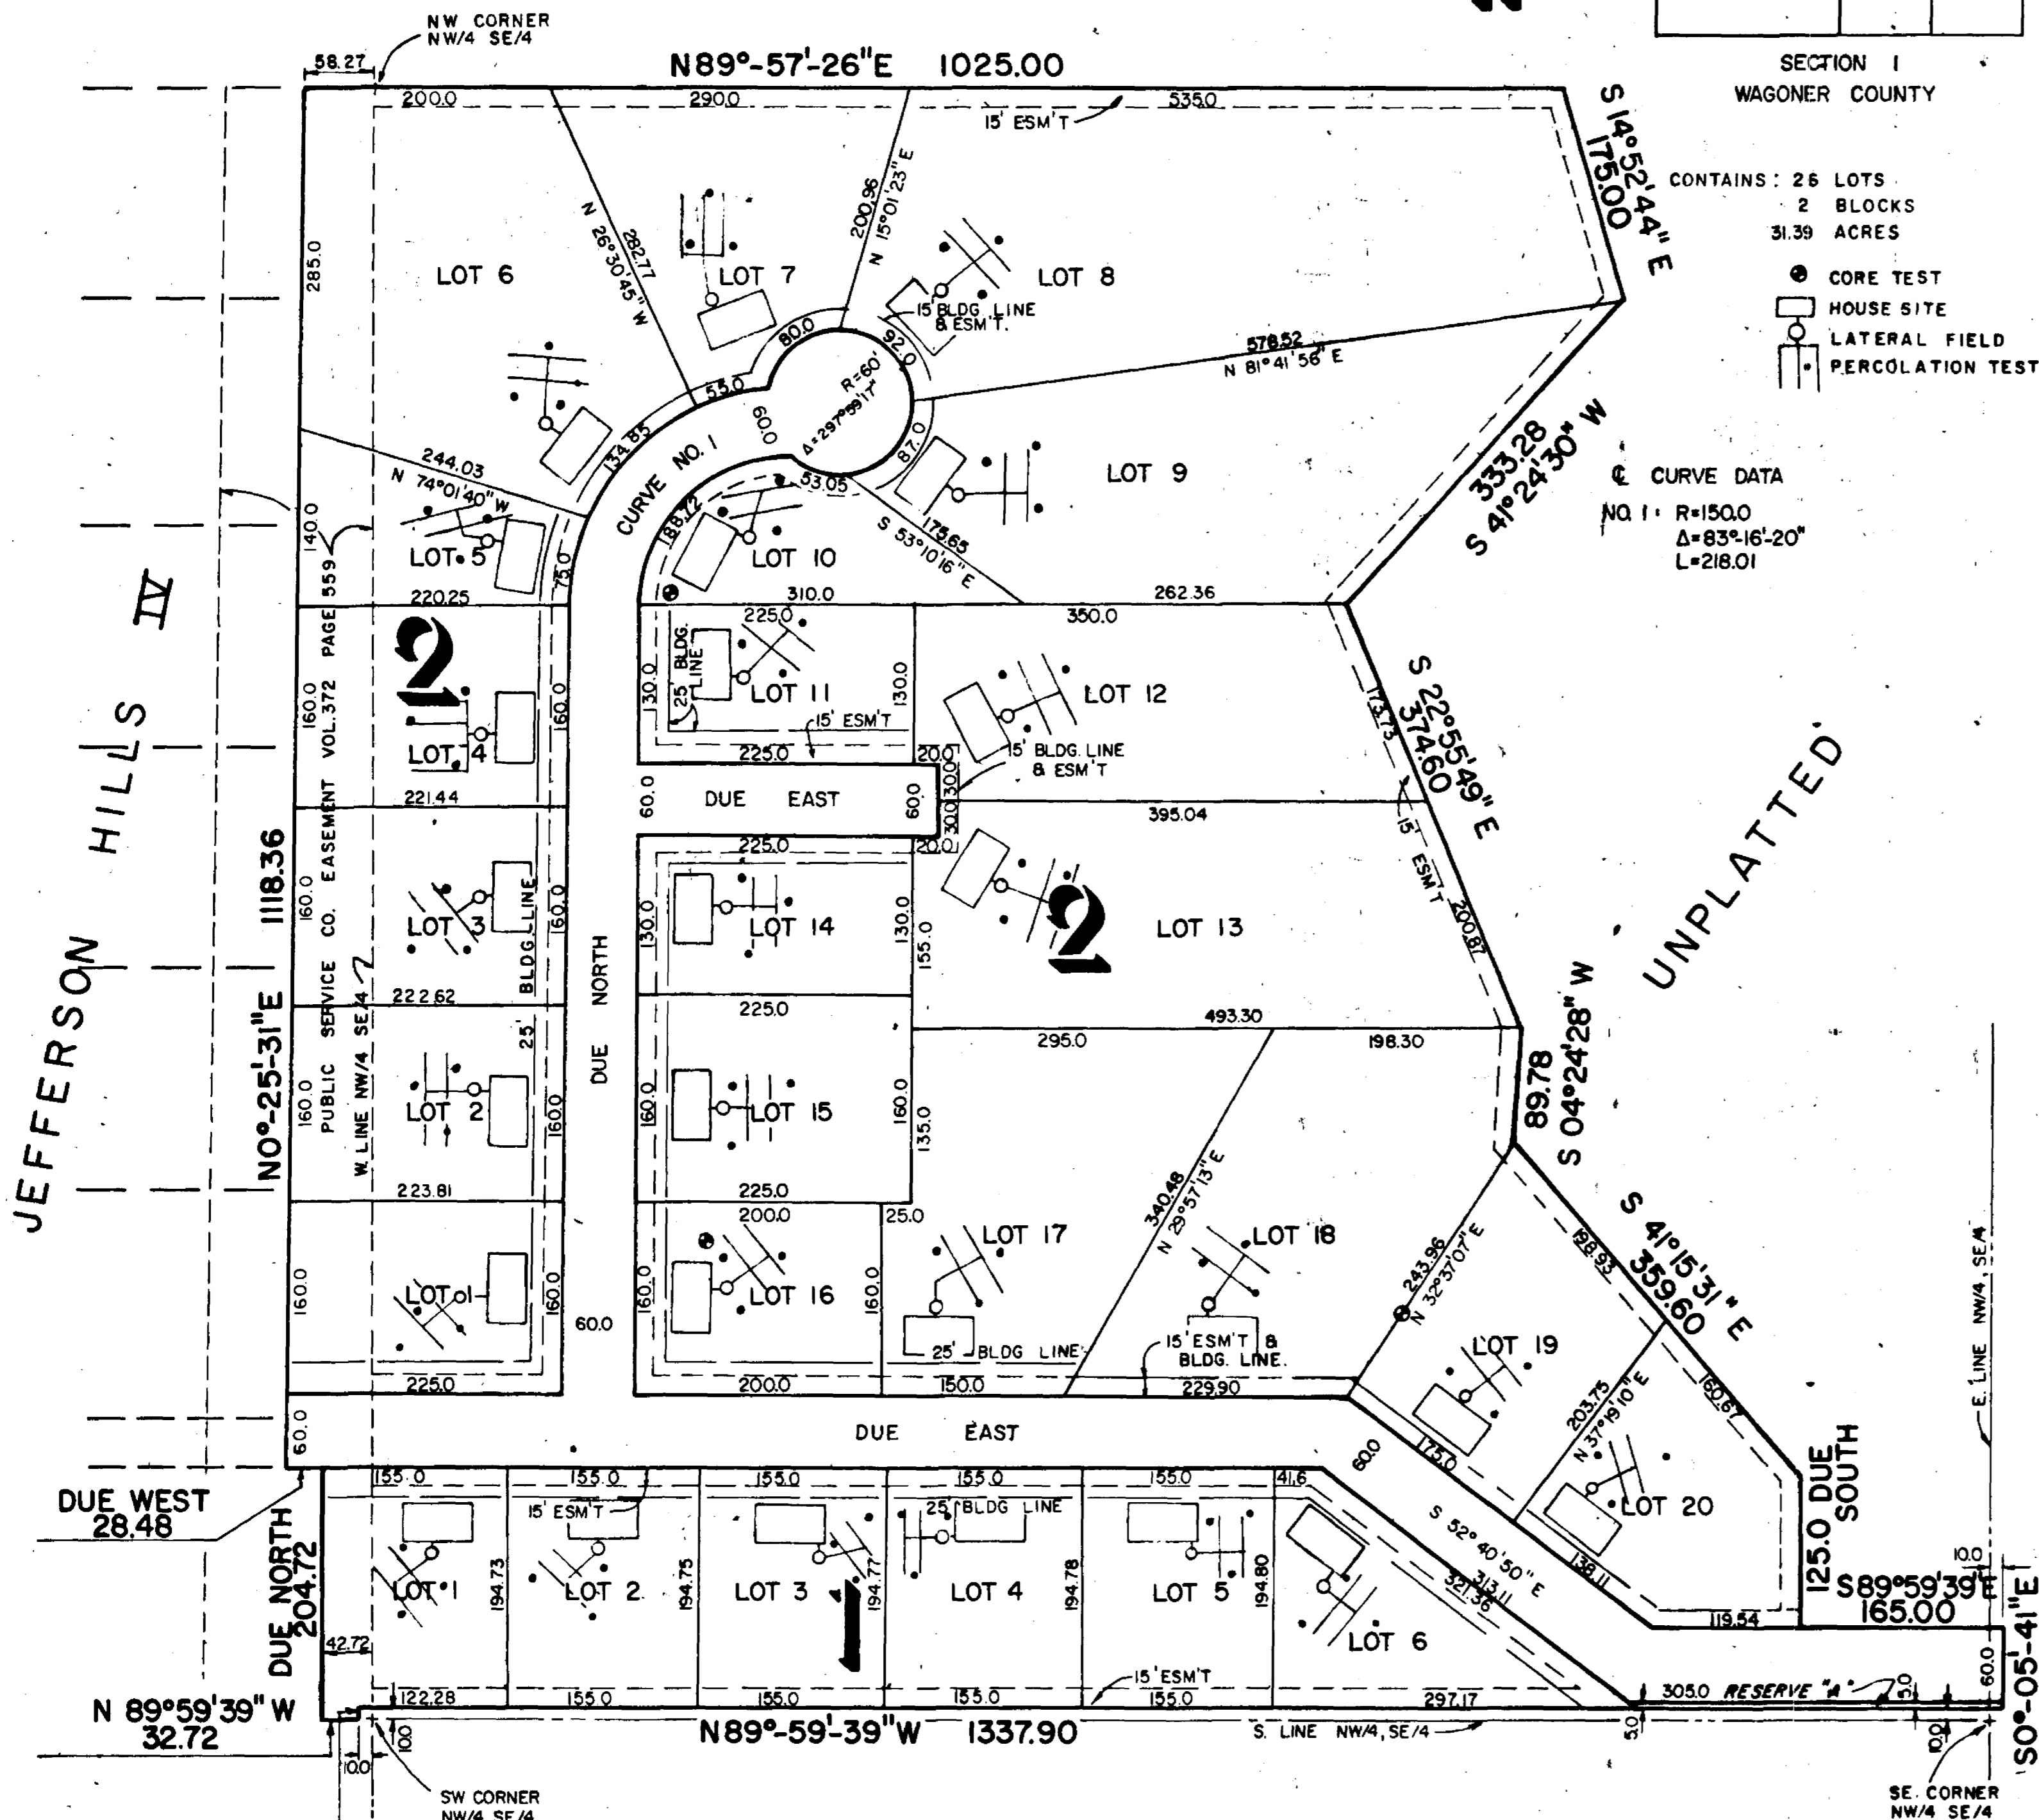 NW CORNER
NW/4 SE/4
58.27
N89°-57'-26"E 1025.00
200.0
290.0
535.0
15' ESM'T
SECTION 1
WAGONER COUNTY
CONTAINS: 26 LOTS
2 BLOCKS
31.39 ACRES
CORE TEST
HOUSE SITE
LATERAL FIELD
PERCOLATION TEST
S 14°52'44" E
175.00
285.0
LOT 6
N 26°30'45" W
282.77
LOT 7
200.96
N 15°01'23" E
LOT 8
15' BLDG. LINE
& ESM'T.
80.0
92.0
R=60'
Δ=297°59'17"
578.52
N 81°41'56" E
55.0
60.0
134.85
CURVE NO. 1
87.0
LOT 9
333.28
S 41°24'30" W
℄ CURVE DATA
NO. 1: R=150.0
Δ=83°-16'-20"
L=218.01
244.03
N 74°01'40" W
140.0
LOT 5
75.0
188.72
53.05
LOT 10
175.65
S 53°10'16" E
220.25
310.0
262.36
225.0
350.0
JEFFERSON HILLS IV
N0°-25'-31"E 1118.36
PUBLIC SERVICE CO. EASEMENT VOL.372 PAGE 559
W. LINE NW/4 SE/4
2
160.0
LOT 4
160.0
130.0
25' BLDG.
LINE
LOT 11
130.0
LOT 12
15' ESM'T
225.0
20.0
15' BLDG. LINE
& ESM'T
173.73
S 22°55'49" E
374.60
221.44
60.0
DUE EAST
60.0
30.0
30.0
395.04
15' ESM'T
225.0
20.0
160.0
LOT 3
25' BLDG. LINE
160.0
DUE NORTH
130.0
LOT 14
130.0
155.0
2
LOT 13
200.87
UNPLATTED
222.62
225.0
493.30
295.0
198.30
89.78
S 04°24'28" W
160.0
LOT 2
160.0
160.0
LOT 15
160.0
135.0
223.81
225.0
200.0
25.0
340.48
N 29°57'13" E
160.0
LOT 1
160.0
60.0
160.0
LOT 16
160.0
LOT 17
LOT 18
243.96
N 32°37'07" E
198.93
S 41°15'31" E
359.60
E. LINE NW/4, SE/4
25' BLDG LINE
15' ESM'T &
BLDG. LINE.
LOT 19
225.0
200.0
150.0
229.90
203.75
N 37°19'10" E
160.67
60.0
DUE EAST
60.0
175.0
LOT 20
125.0 DUE
SOUTH
DUE WEST
28.48
155.0
155.0
155.0
155.0
155.0
41.6
15' ESM'T
25' BLDG LINE
S 52°40'50" E
313.11
321.36
138.11
DUE NORTH
204.72
LOT 1
194.73
LOT 2
194.75
LOT 3
194.77
1
LOT 4
194.78
LOT 5
194.80
LOT 6
10.0
S89°59'39"E
165.00
119.54
42.72
N 89°59'39" W
32.72
122.28
155.0
155.0
155.0
155.0
15' ESM'T
297.17
305.0 RESERVE "A"
5.0
60.0
S0°-05'-41"E
10.0
10.0
N89°-59'-39"W 1337.90
S. LINE NW/4, SE/4
5.0
10.0
SW CORNER
NW/4 SE/4
SE. CORNER
NW/4 SE/4